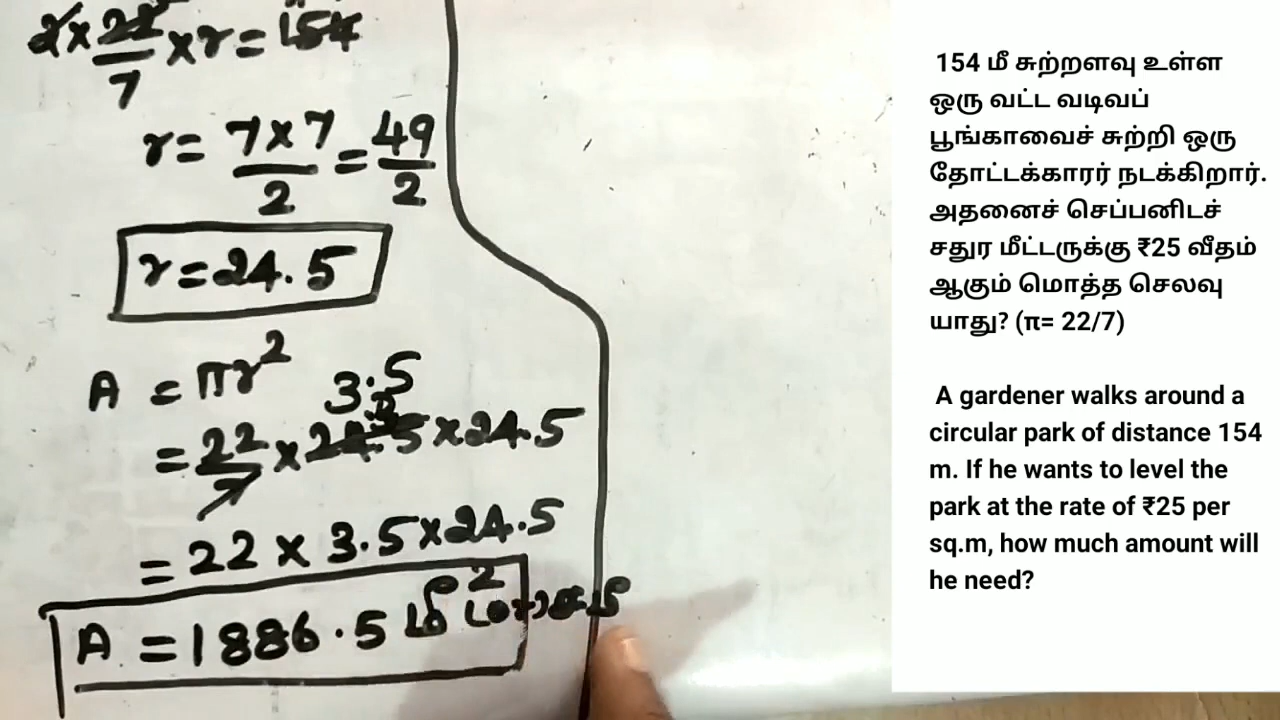 2 × 22/7 × r = 154
r = 7 × 7/2 = 49/2
r = 24.5
A = πr²
3.5
= 22/7 × 24.5 × 24.5
= 22 × 3.5 × 24.5
A = 1886.5 மீ²
154 மீ சுற்றளவு உள்ள
ஒரு வட்ட வடிவப்
பூங்காவைச் சுற்றி ஒரு
தோட்டக்காரர் நடக்கிறார்.
அதனைச் செப்பனிடச்
சதுர மீட்டருக்கு ₹25 வீதம்
ஆகும் மொத்த செலவு
யாது? (π= 22/7)
A gardener walks around a
circular park of distance 154
m. If he wants to level the
park at the rate of ₹25 per
sq.m, how much amount will
he need?